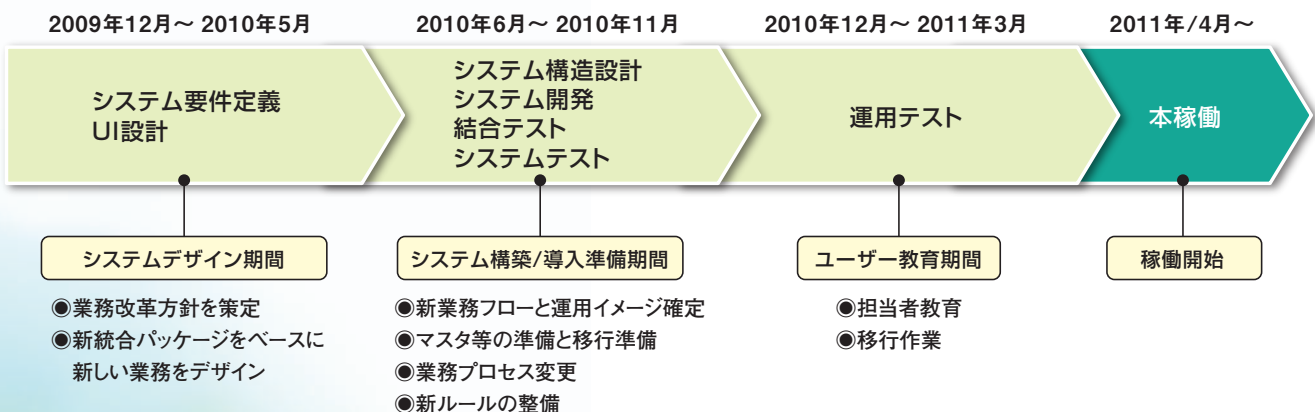 2009年12月～ 2010年5月
2010年6月～ 2010年11月
2010年12月～ 2011年3月
2011年/4月～
システム要件定義
UI設計
システム構造設計
システム開発
結合テスト
システムテスト
運用テスト
本稼働
システムデザイン期間
◉業務改革方針を策定
◉新統合パッケージをベースに
新しい業務をデザイン
システム構築/導入準備期間
◉新業務フローと運用イメージ確定
◉マスタ等の準備と移行準備
◉業務プロセス変更
◉新ルールの整備
ユーザー教育期間
◉担当者教育
◉移行作業
稼働開始